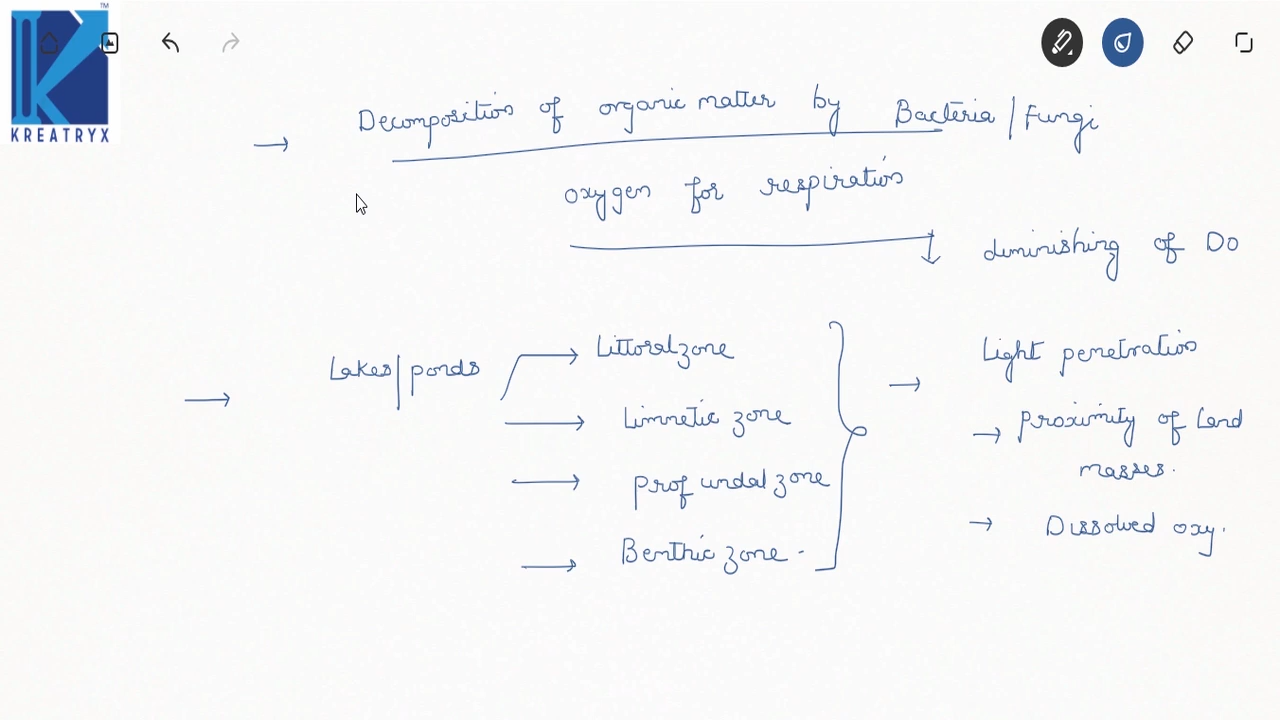 ™
KREATRYX
→ Decomposition of organic matter by Bacteria | Fungi
oxygen for respiration
↓ diminishing of DO
→ Lakes | ponds → Littoral zone
→ Limnetic zone
→ Profundal zone
→ Benthic zone.
→ Light penetration
→ Proximity of Land
masses.
→ Dissolved oxy.